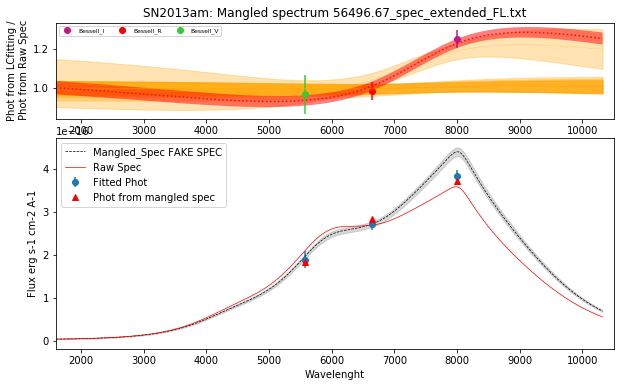 SN2013am: Mangled spectrum 56496.67_spec_extended_FL.txt
Phot from LCfitting /
Phot from Raw Spec
Bessell_I
Bessell_R
Bessell_V
1.2
1.0
2000 3000 4000 5000 6000 7000 8000 9000 10000
1e−16
Mangled_Spec FAKE SPEC
Raw Spec
Fitted Phot
Phot from mangled spec
Flux erg s-1 cm-2 A-1
4
3
2
1
0
2000 3000 4000 5000 6000 7000 8000 9000 10000
Wavelenght